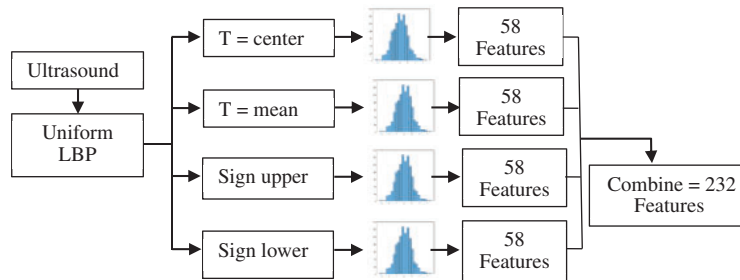 Ultrasound
Uniform
LBP
T = center
58
Features
T = mean
58
Features
Sign upper
58
Features
Sign lower
58
Features
Combine = 232
Features